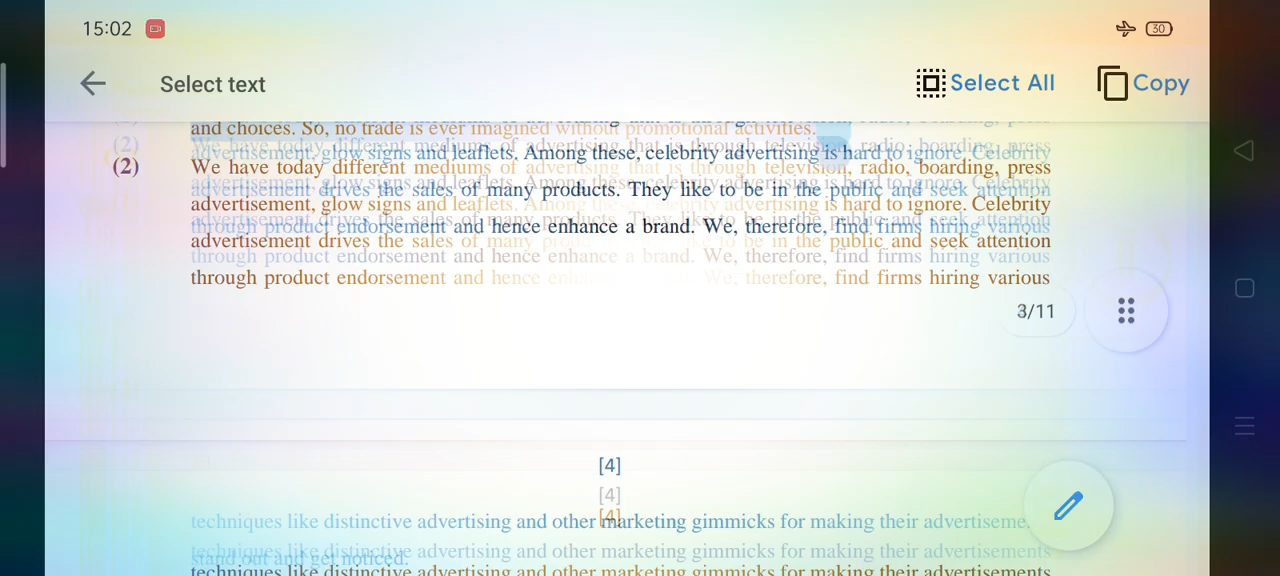 15:02
30
Select text
Select All
Copy
and choices. So, no trade is ever imagined without promotional activities.
(2) We have today different mediums of advertising that is through television, radio, boarding, press
advertisement, glow signs and leaflets. Among these, celebrity advertising is hard to ignore. Celebrity
advertisement drives the sales of many products. They like to be in the public and seek attention
through product endorsement and hence enhance a brand. We, therefore, find firms hiring various
3/11
[4]
techniques like distinctive advertising and other marketing gimmicks for making their advertisements
stand out and get noticed.